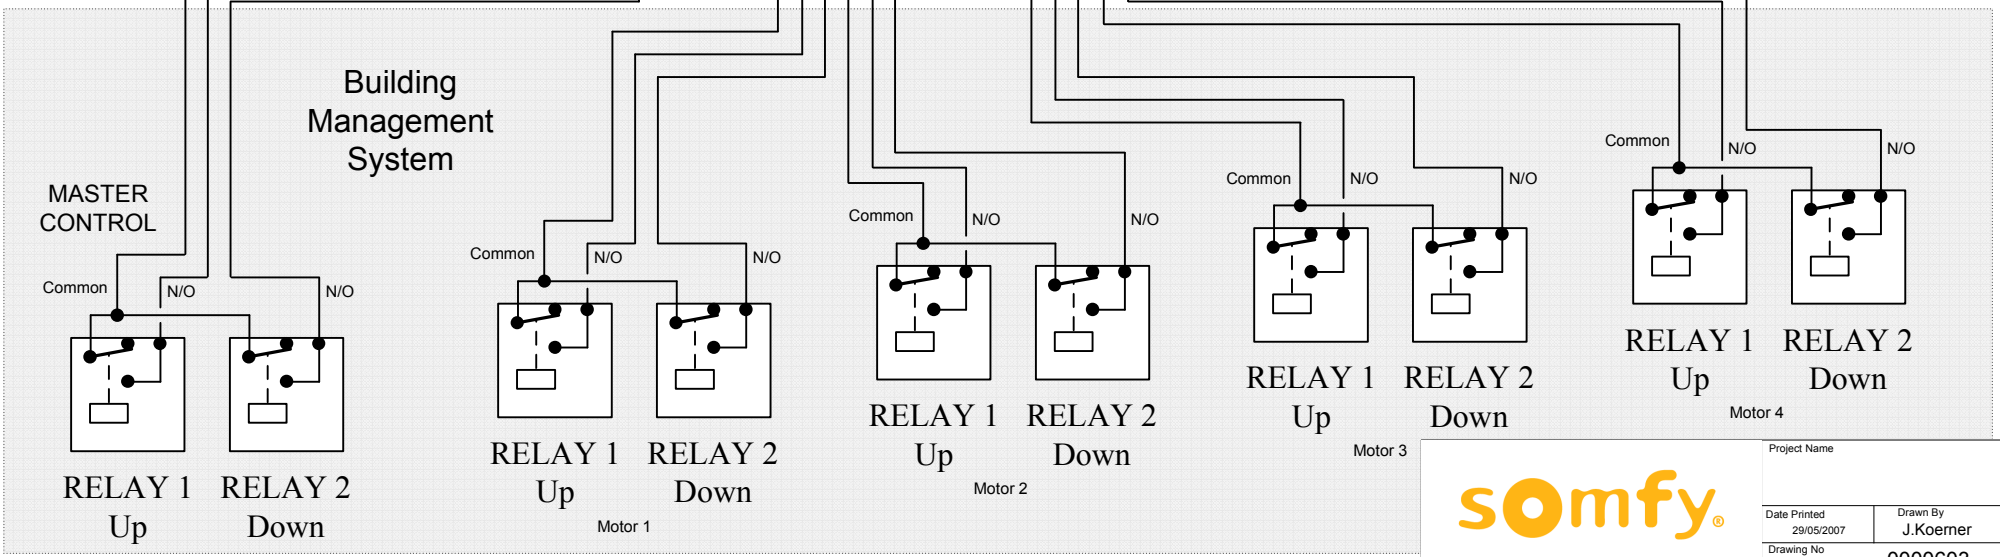 Building
Management
System
MASTER
CONTROL
Common
N/O
N/O
RELAY 1
Up
RELAY 2
Down
Common
N/O
N/O
RELAY 1
Up
RELAY 2
Down
Motor 1
Common
N/O
N/O
RELAY 1
Up
RELAY 2
Down
Motor 2
Common
N/O
N/O
RELAY 1
Up
RELAY 2
Down
Motor 3
Common
N/O
N/O
RELAY 1
Up
RELAY 2
Down
Motor 4
somfy®
Project Name
Date Printed
29/05/2007
Drawn By
J.Koerner
Drawing No